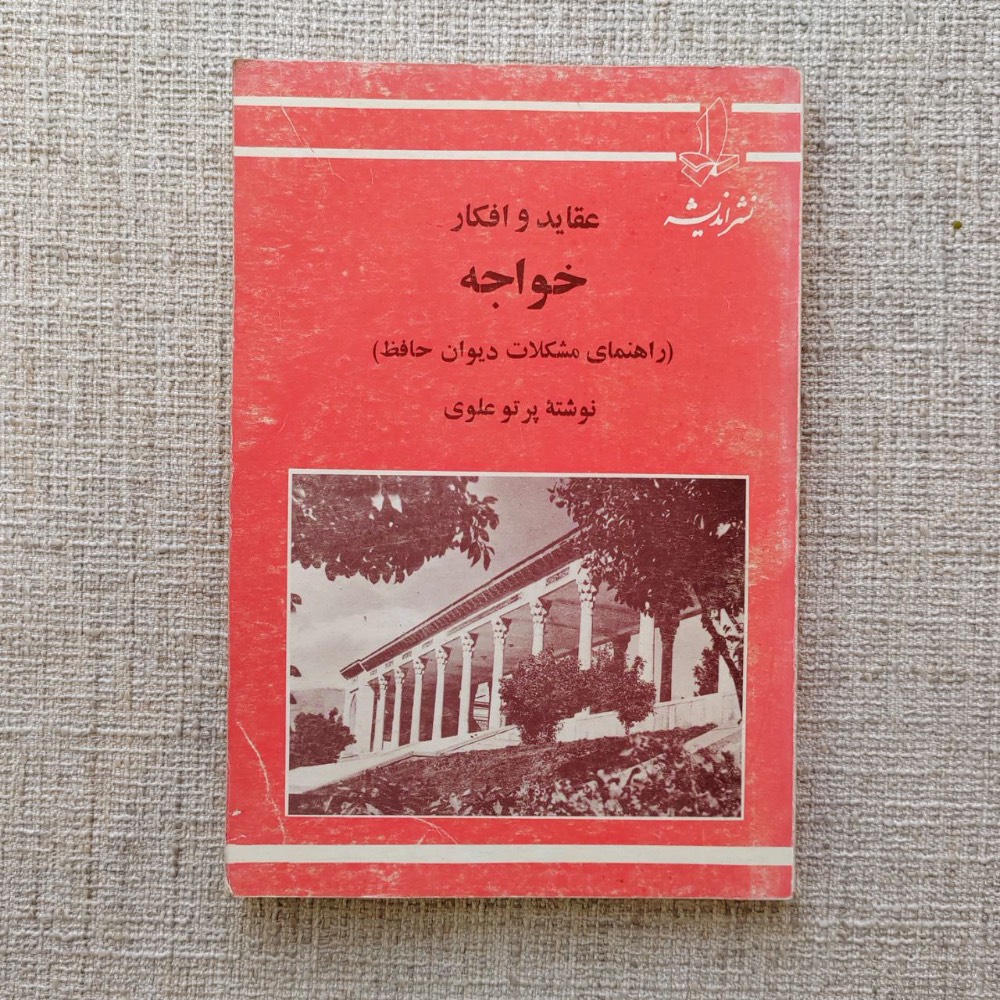 نشر اندیشه
عقاید و افکار
خواجه
(راهنمای مشکلات دیوان حافظ)
نوشتهٔ پرتو علوی